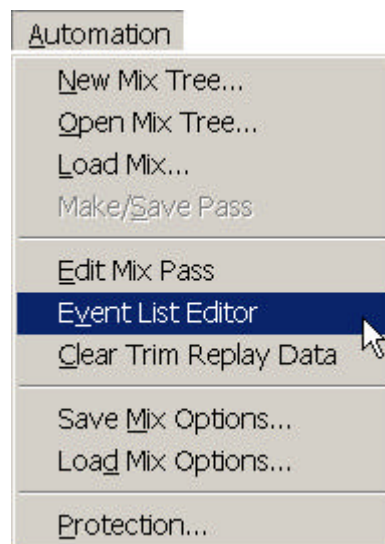 Automation
New Mix Tree...
Open Mix Tree...
Load Mix...
Make/Save Pass
Edit Mix Pass
Event List Editor
Clear Trim Replay Data
Save Mix Options...
Load Mix Options...
Protection...